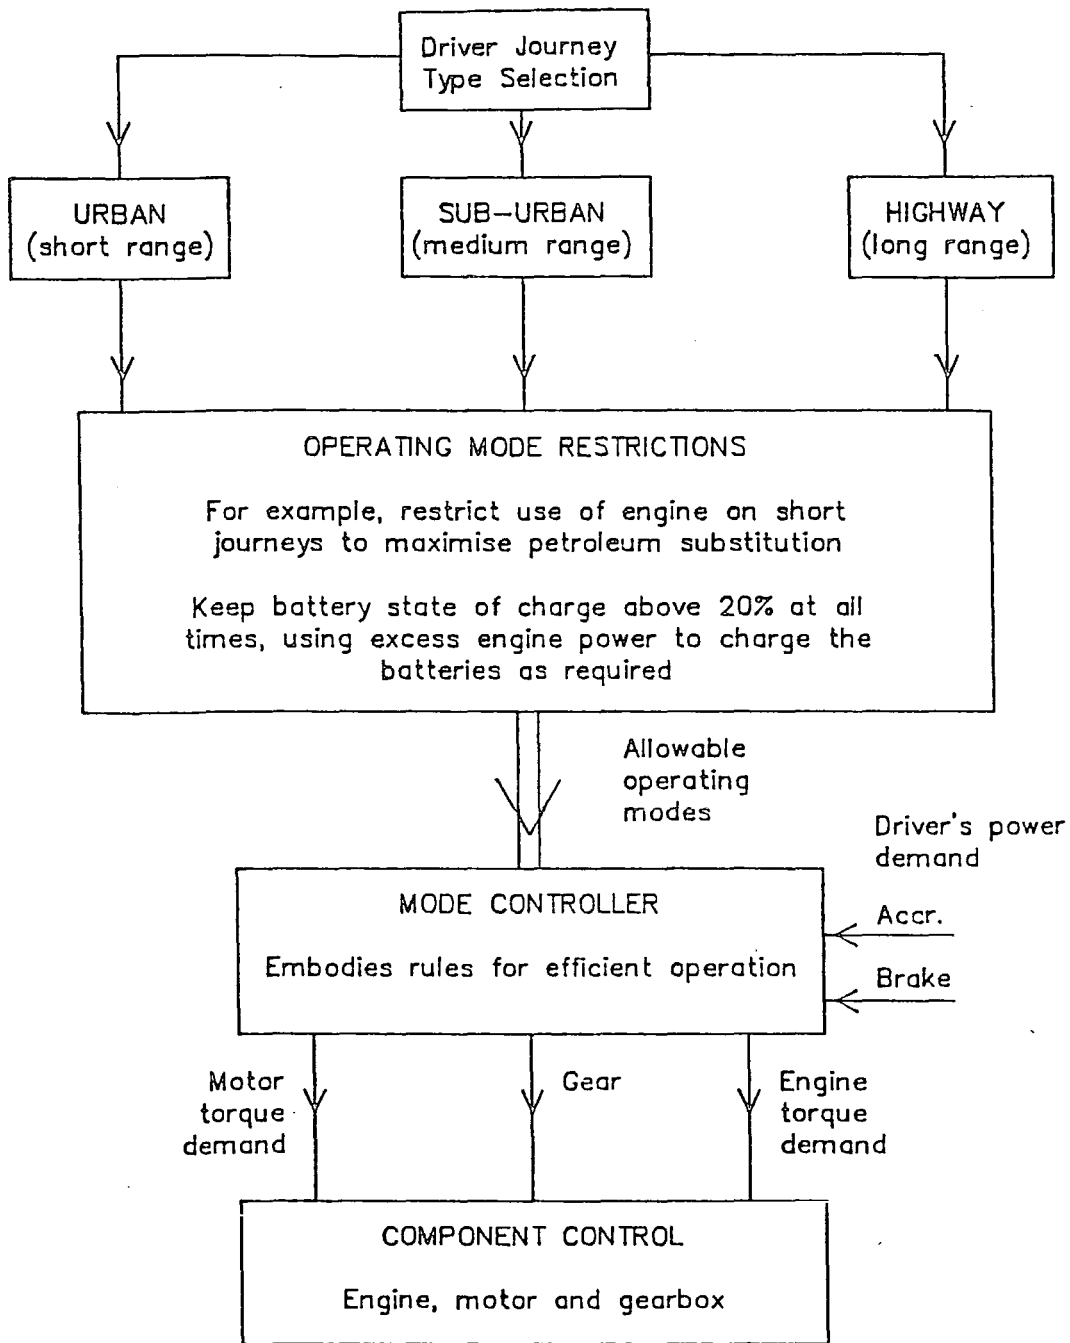 Driver Journey
Type Selection
URBAN
(short range)
SUB-URBAN
(medium range)
HIGHWAY
(long range)
OPERATING MODE RESTRICTIONS
For example, restrict use of engine on short
journeys to maximise petroleum substitution
Keep battery state of charge above 20% at all
times, using excess engine power to charge the
batteries as required
Allowable
operating
modes
Driver's power
demand
MODE CONTROLLER
Embodies rules for efficient operation
Accr.
Brake
Motor
torque
demand
Gear
Engine
torque
demand
COMPONENT CONTROL
Engine, motor and gearbox